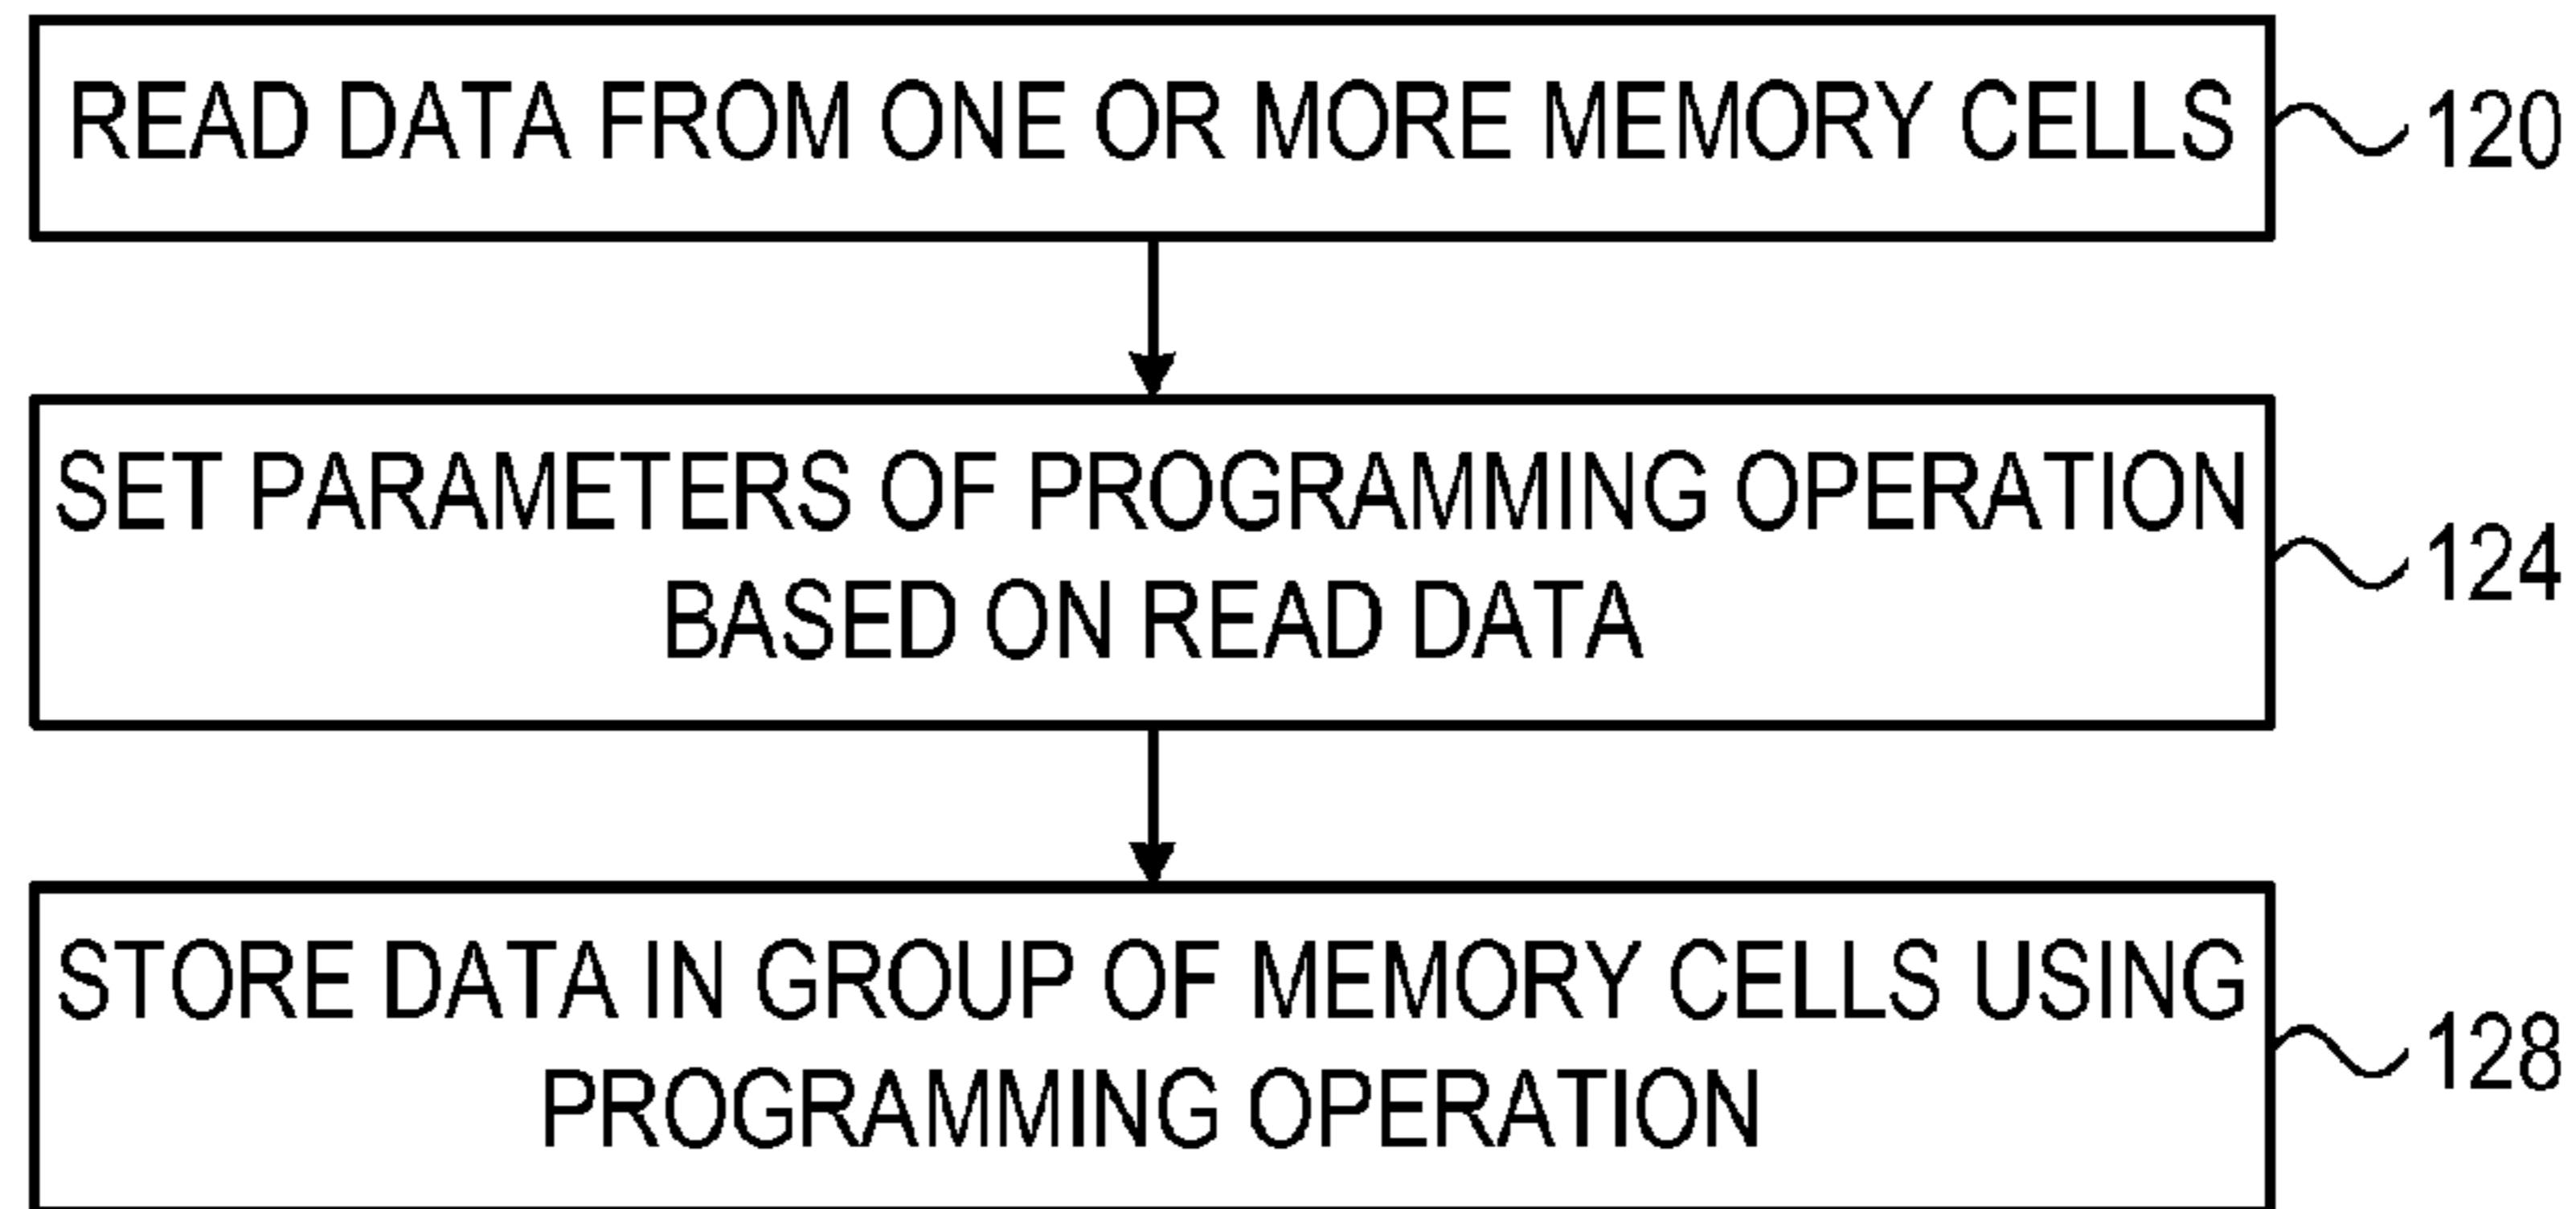 READ DATA FROM ONE OR MORE MEMORY CELLS
120
SET PARAMETERS OF PROGRAMMING OPERATION
BASED ON READ DATA
124
STORE DATA IN GROUP OF MEMORY CELLS USING
PROGRAMMING OPERATION
128